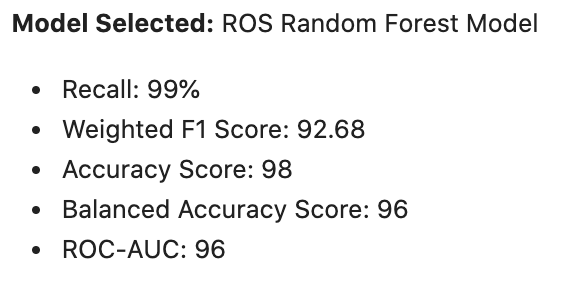 Model Selected: ROS Random Forest Model
• Recall: 99%
• Weighted F1 Score: 92.68
• Accuracy Score: 98
• Balanced Accuracy Score: 96
• ROC-AUC: 96